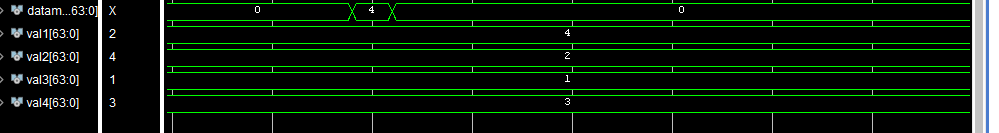 datam...63:0] X 0 4 0
val1[63:0] 2 4
val2[63:0] 4 2
val3[63:0] 1 1
val4[63:0] 3 3